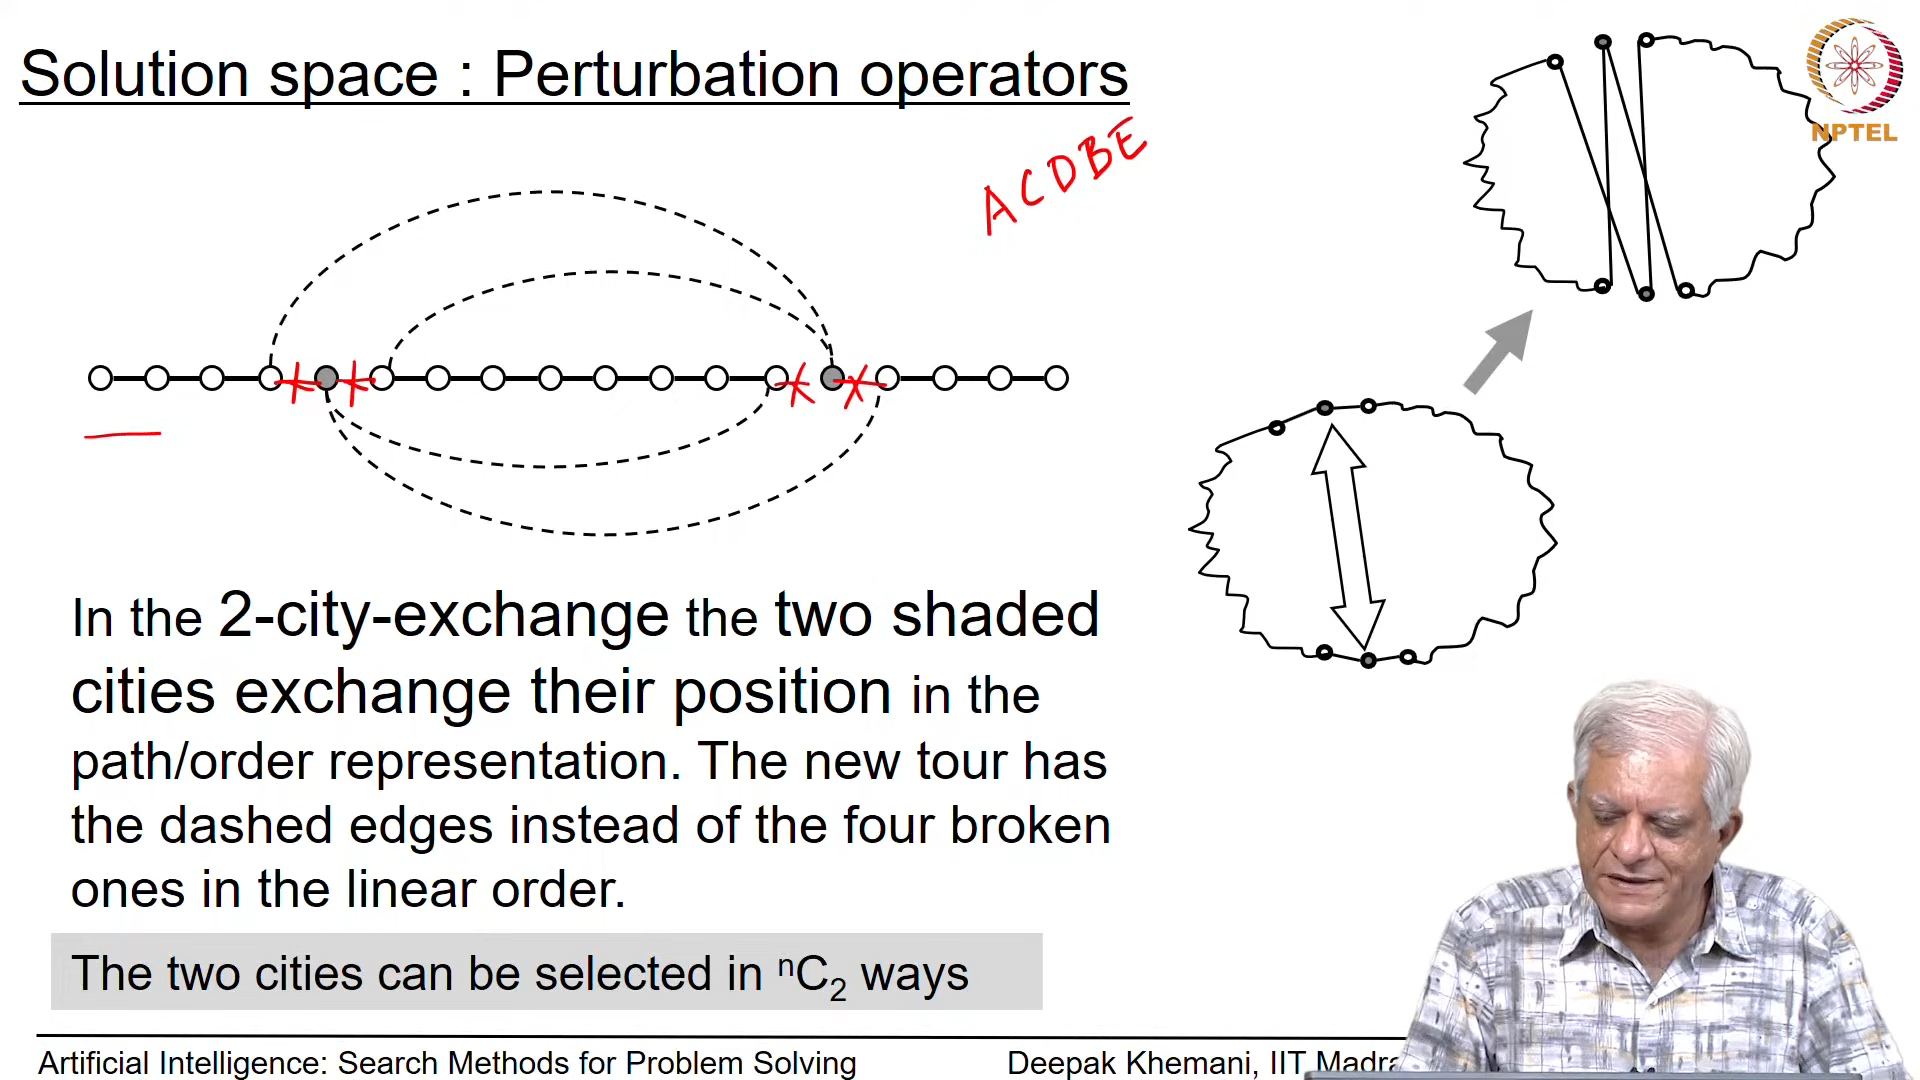 Solution space : Perturbation operators
NPTEL
ACDBE
In the 2-city-exchange the two shaded
cities exchange their position in the
path/order representation. The new tour has
the dashed edges instead of the four broken
ones in the linear order.
The two cities can be selected in ⁿC₂ ways
Artificial Intelligence: Search Methods for Problem Solving
Deepak Khemani, IIT Madra